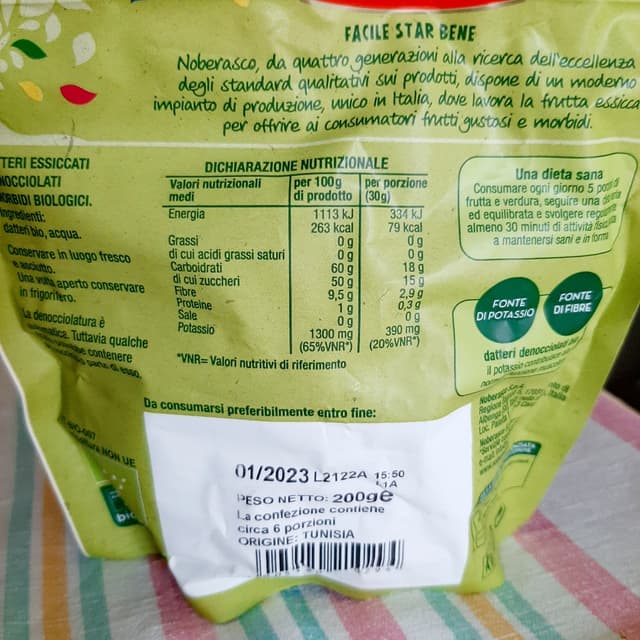 FACILE STAR BENE
Noberasco, da quattro generazioni alla ricerca dell'eccellenza
degli standard qualitativi sui prodotti, dispone di un moderno
impianto di produzione, unico in Italia, dove lavora la frutta essicca
per offrire ai consumatori frutti gustosi e morbidi.
TERI ESSICCATI
NOCCIOLATI
ORBIDI BIOLOGICI.
Ingredienti:
datteri bio, acqua.
Conservare in luogo fresco
e asciutto.
Una volta aperto conservare
in frigorifero.
La denocciolatura è
Tuttavia qualche
contenere
parti di esso.
NON UE
bio
DICHIARAZIONE NUTRIZIONALE
Valori nutrizionali medi per 100g di prodotto per porzione (30g)
Energia 1113 kJ 334 kJ
263 kcal 79 kcal
Grassi 0 g 0 g
di cui acidi grassi saturi 0 g 0 g
Carboidrati 60 g 18 g
di cui zuccheri 50 g 15 g
Fibre 9,5 g 2,9 g
Proteine 1 g 0,3 g
Sale 0 g 0 g
Potassio 1300 mg 390 mg
(65%VNR*) (20%VNR*)
*VNR= Valori nutritivi di riferimento
Una dieta sana
Consumare ogni giorno 5 porz
frutta e verdura, seguire una
ed equilibrata e svolgere
almeno 30 minuti di attività
a mantenersi sani e in forma
FONTE
DI POTASSIO
FONTE
DI FIBRE
datteri denocciolati
il potassio
Da consumarsi preferibilmente entro fine:
01/2023 L2122A 15:50
L1A
PESO NETTO: 200g e
La confezione contiene
circa 6 porzioni
ORIGINE: TUNISIA